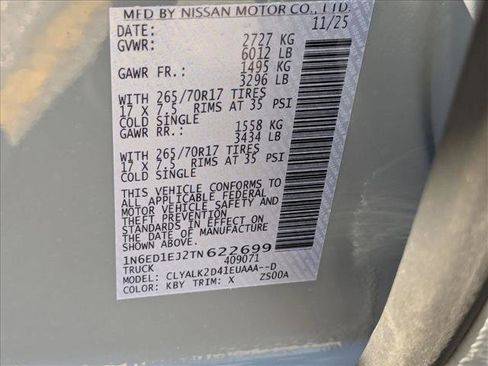 MFD BY NISSAN MOTOR CO., LTD.
DATE: 11/25
GVWR: 2727 KG
6012 LB
GAWR FR.: 1495 KG
3296 LB
WITH 265/70R17 TIRES
17 X 7.5 RIMS AT 35 PSI
COLD SINGLE
GAWR RR.: 1558 KG
3434 LB
WITH 265/70R17 TIRES
17 X 7.5 RIMS AT 35 PSI
COLD SINGLE
THIS VEHICLE CONFORMS TO
ALL APPLICABLE FEDERAL
MOTOR VEHICLE SAFETY AND
THEFT PREVENTION
STANDARDS IN EFFECT ON
THE DATE OF MANUFACTURE
SHOWN ABOVE.
1N6ED1EJ2TN622699
TRUCK 409071
MODEL: CLYALK2D41EUAAA--D
COLOR: KBY TRIM: X ZS00A